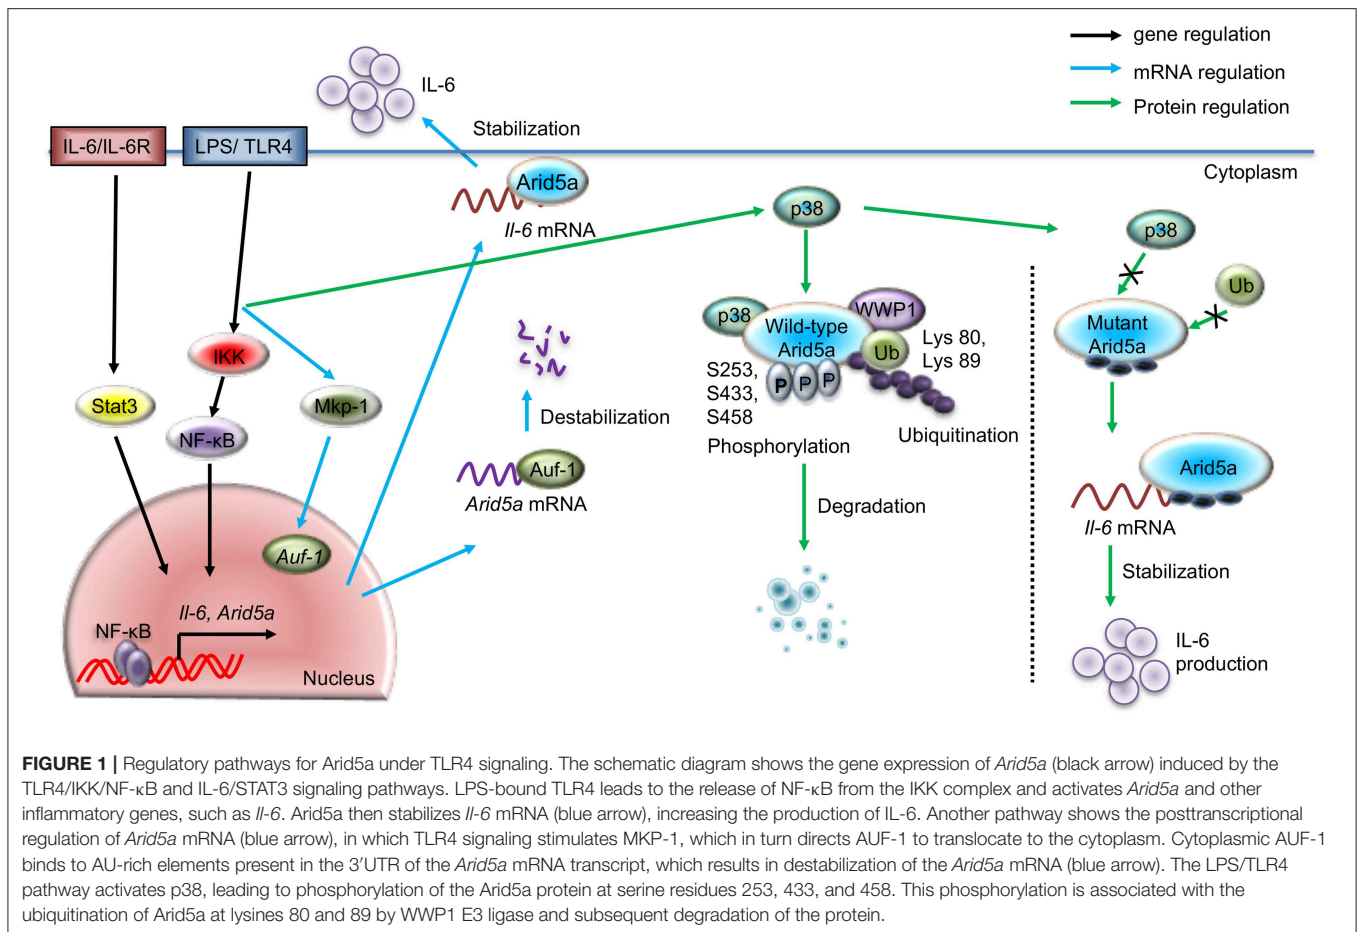 gene regulation
mRNA regulation
Protein regulation
IL-6
Stabilization
IL-6/IL-6R
LPS/ TLR4
Cytoplasm
Arid5a
Il-6 mRNA
p38
p38
Ub
IKK
Stat3
NF-κB
Mkp-1
Destabilization
Auf-1
Arid5a mRNA
p38
Wild-type
Arid5a
WWP1
Ub
Lys 80,
Lys 89
S253,
S433,
S458
P P P
Phosphorylation
Ubiquitination
Degradation
Mutant
Arid5a
Arid5a
Il-6 mRNA
Stabilization
IL-6
production
Auf-1
Il-6, Arid5a
NF-κB
Nucleus
FIGURE 1 | Regulatory pathways for Arid5a under TLR4 signaling. The schematic diagram shows the gene expression of Arid5a (black arrow) induced by the
TLR4/IKK/NF-κB and IL-6/STAT3 signaling pathways. LPS-bound TLR4 leads to the release of NF-κB from the IKK complex and activates Arid5a and other
inflammatory genes, such as Il-6. Arid5a then stabilizes Il-6 mRNA (blue arrow), increasing the production of IL-6. Another pathway shows the posttranscriptional
regulation of Arid5a mRNA (blue arrow), in which TLR4 signaling stimulates MKP-1, which in turn directs AUF-1 to translocate to the cytoplasm. Cytoplasmic AUF-1
binds to AU-rich elements present in the 3′UTR of the Arid5a mRNA transcript, which results in destabilization of the Arid5a mRNA (blue arrow). The LPS/TLR4
pathway activates p38, leading to phosphorylation of the Arid5a protein at serine residues 253, 433, and 458. This phosphorylation is associated with the
ubiquitination of Arid5a at lysines 80 and 89 by WWP1 E3 ligase and subsequent degradation of the protein.